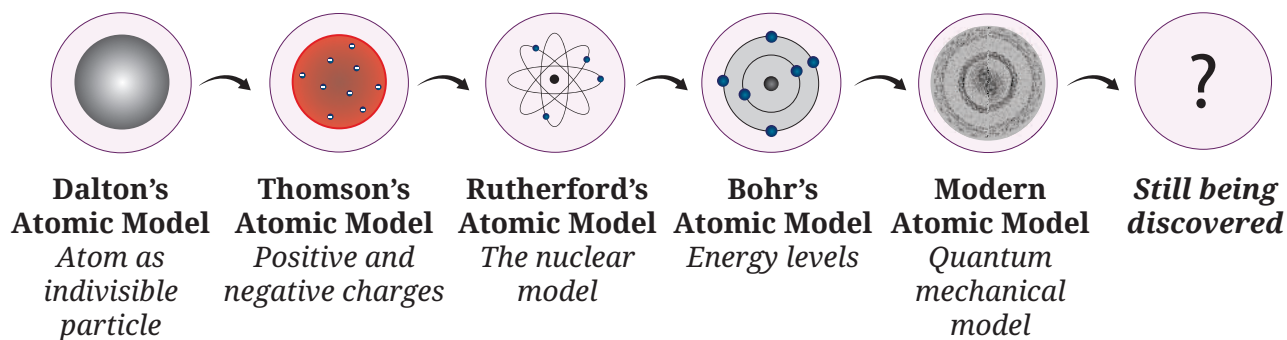 ?
Dalton’s
Atomic Model
Atom as
indivisible
particle
Thomson’s
Atomic Model
Positive and
negative charges
Rutherford’s
Atomic Model
The nuclear
model
Bohr’s
Atomic Model
Energy levels
Modern
Atomic Model
Quantum
mechanical
model
Still being
discovered